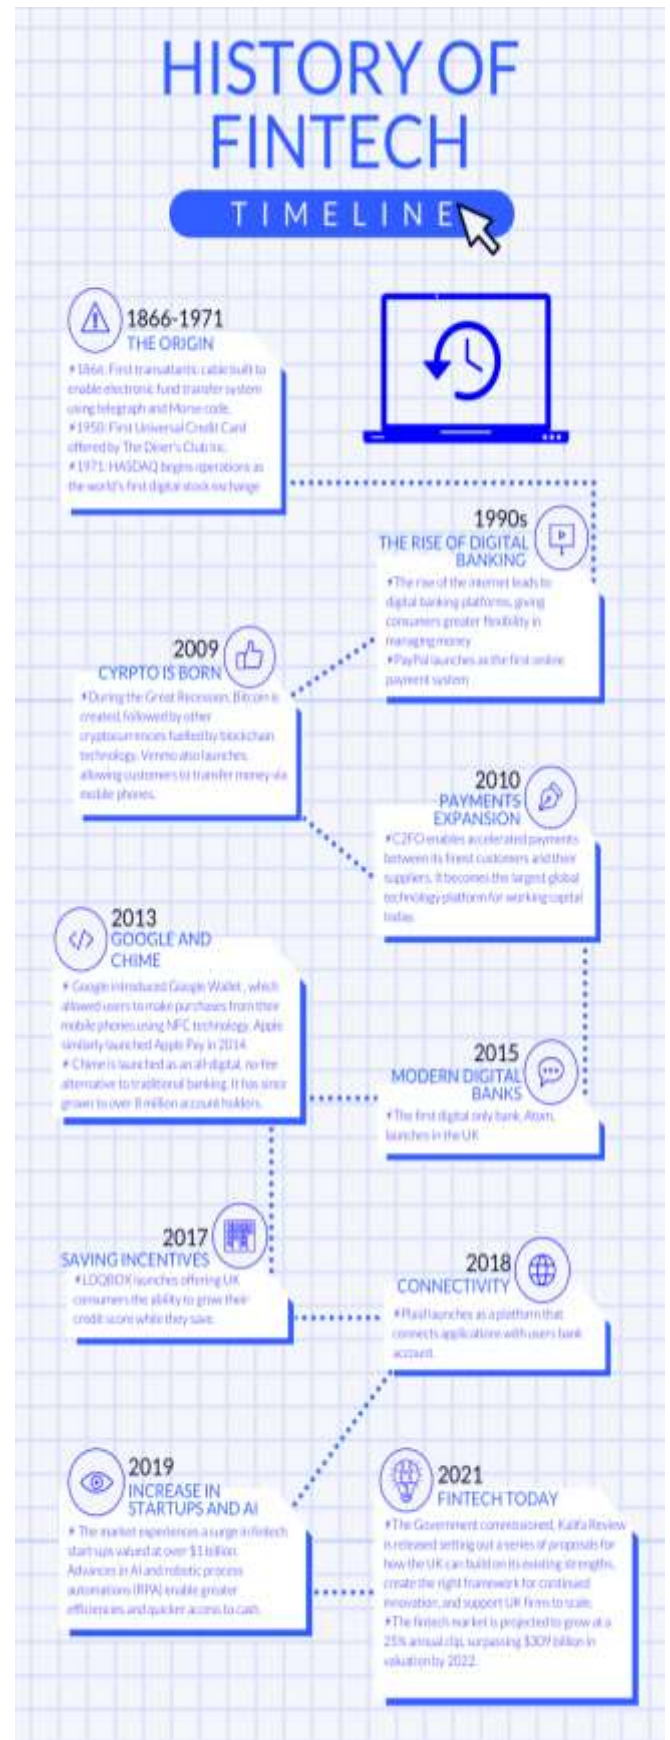 HISTORY OF
FINTECH
TIMELINE
1866-1971
THE ORIGIN
# 1866: First transatlantic cable built to
enable electronic fund transfer system
using telegraph and Morse code.
# 1950: First Universal Credit Card
offered by The Diner's Club Inc.
# 1971: NASDAQ begins operations as
the world's first digital stock exchange
1990s
THE RISE OF DIGITAL
BANKING
#The rise of the internet leads to
digital banking platforms, giving
consumers greater flexibility in
managing money
#PayPal launches as the first online
payment system
2009
CYRPTO IS BORN
#During the Great Recession, Bitcoin is
created, followed by other
cryptocurrencies fuelled by blockchain
technology. Venmo also launches,
allowing customers to transfer money via
mobile phones.
2010
PAYMENTS
EXPANSION
#C2FO enables accelerated payments
between its finest customers and their
suppliers. It becomes the largest global
technology platform for working capital
today.
2013
GOOGLE AND
CHIME
# Google introduced Google Wallet, which
allowed users to make purchases from their
mobile phones using NFC technology. Apple
similarly launched Apple Pay in 2014.
# Chime is launched as an all-digital, no-fee
alternative to traditional banking. It has since
grown to over 8 million account holders.
2015
MODERN DIGITAL
BANKS
#The first digital only bank, Atom,
launches in the UK
2017
SAVING INCENTIVES
#LOQBOX launches offering UK
consumers the ability to grow their
credit score while they save.
2018
CONNECTIVITY
#Plaid launches as a platform that
connects applications with users bank
account.
2019
INCREASE IN
STARTUPS AND AI
# The market experiences a surge in fintech
start-ups valued at over $1 billion.
Advances in AI and robotic process
automations (RPA) enable greater
efficiencies and quicker access to cash.
2021
FINTECH TODAY
#The Government commissioned, Kalifa Review
is released setting out a series of proposals for
how the UK can build on its existing strengths,
create the right framework for continued
innovation, and support UK firms to scale.
#The fintech market is projected to grow at a
25% annual clip, surpassing $309 billion in
valuation by 2022.